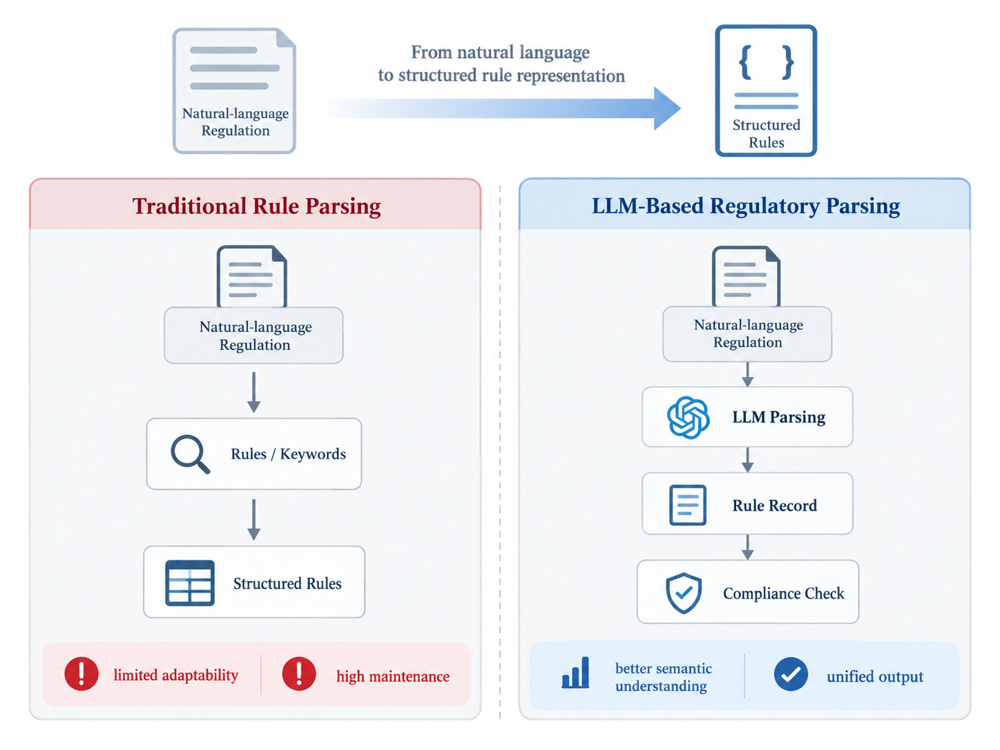 Natural-language
Regulation
From natural language
to structured rule representation
{ }
Structured
Rules
Traditional Rule Parsing
Natural-language
Regulation
Rules / Keywords
Structured Rules
limited adaptability
high maintenance
LLM-Based Regulatory Parsing
Natural-language
Regulation
LLM Parsing
Rule Record
Compliance Check
better semantic
understanding
unified output